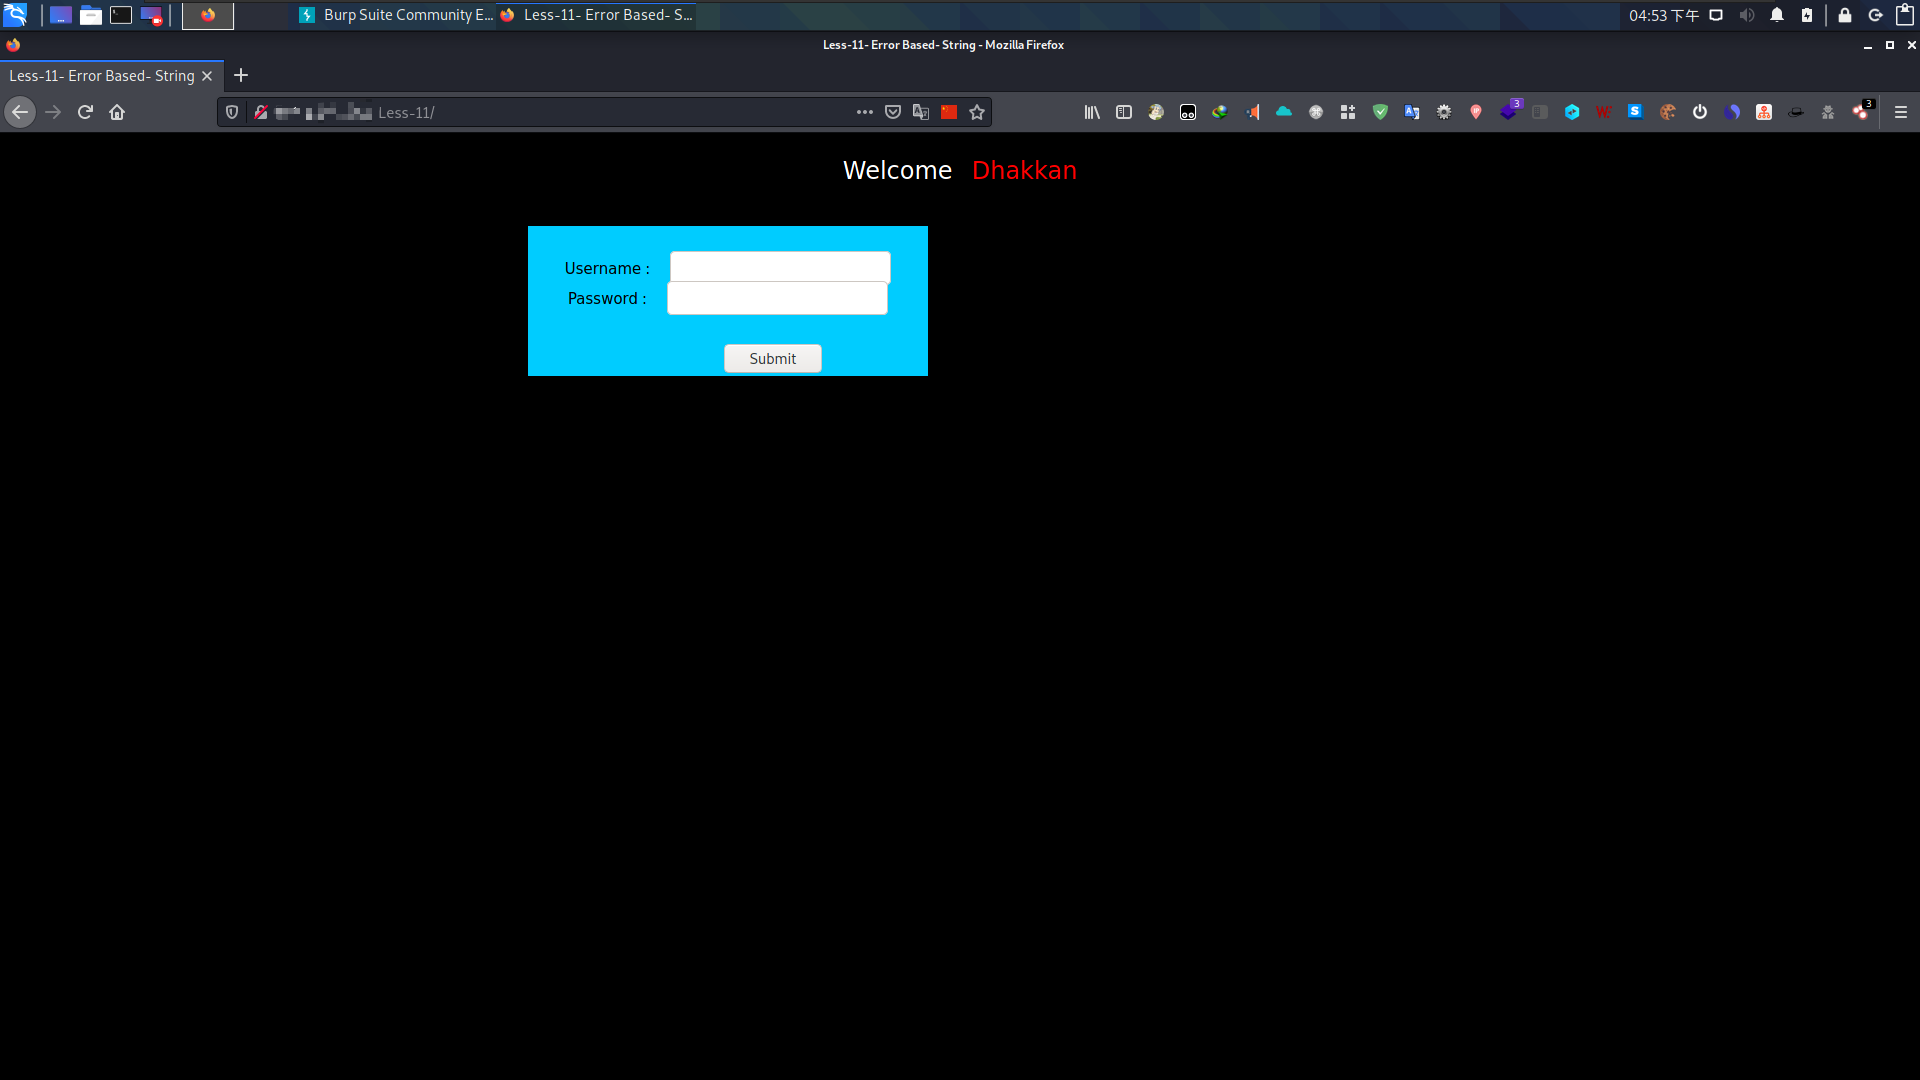 Burp Suite Community E...
Less-11- Error Based- S...
04:53 下午
Less-11- Error Based- String - Mozilla Firefox
Less-11- Error Based- String
Less-11/
3
3
Welcome Dhakkan
Username :
Password :
Submit